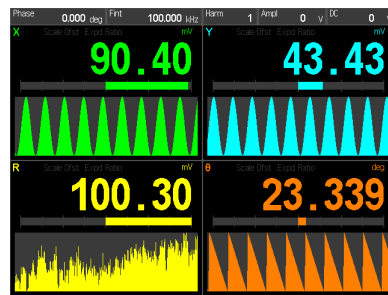 Phase 0.000 deg Fint 100.000 kHz Harm 1 Ampl 0 V DC 0
X Scale Ofst Expd Ratio mV
90.40
Y Scale Ofst Expd Ratio mV
43.43
R Scale Ofst Expd Ratio mV
100.30
θ Scale Ofst Expd Ratio deg
23.339